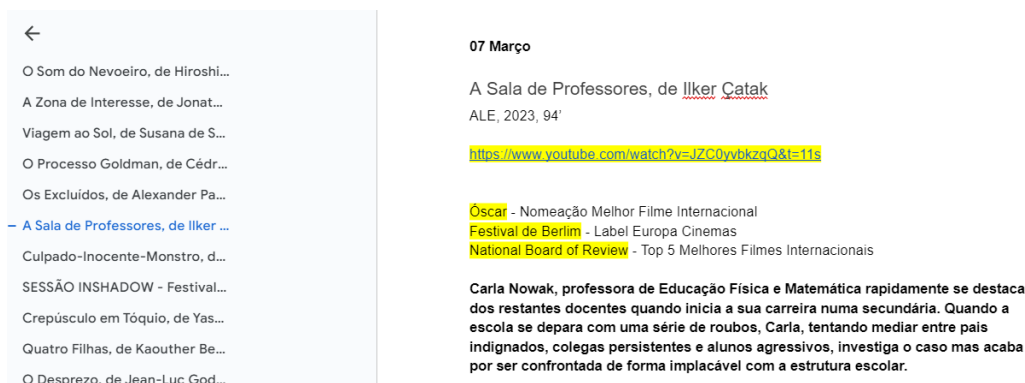 O Som do Nevoeiro, de Hiroshi...
A Zona de Interesse, de Jonat...
Viagem ao Sol, de Susana de S...
O Processo Goldman, de Cédr...
Os Excluídos, de Alexander Pa...
A Sala de Professores, de Ilker ...
Culpado-Inocente-Monstro, d...
SESSÃO INSHADOW - Festival...
Crepúsculo em Tóquio, de Yas...
Quatro Filhas, de Kaouther Be...
O Desprezo, de Jean-Luc God...
07 Março
A Sala de Professores, de Ilker Çatak
ALE, 2023, 94'
https://www.youtube.com/watch?v=JZC0yvbkzqQ&t=11s
Óscar - Nomeação Melhor Filme Internacional
Festival de Berlim - Label Europa Cinemas
National Board of Review - Top 5 Melhores Filmes Internacionais
Carla Nowak, professora de Educação Física e Matemática rapidamente se destaca
dos restantes docentes quando inicia a sua carreira numa secundária. Quando a
escola se depara com uma série de roubos, Carla, tentando mediar entre pais
indignados, colegas persistentes e alunos agressivos, investiga o caso mas acaba
por ser confrontada de forma implacável com a estrutura escolar.